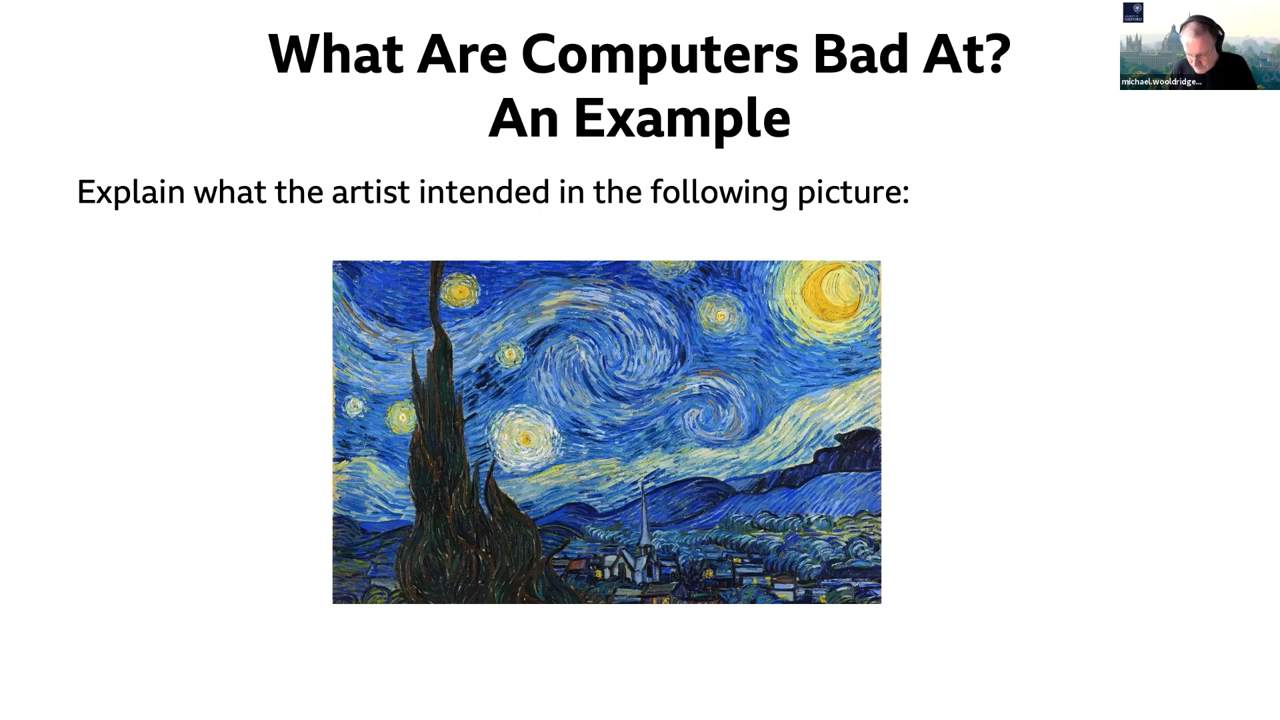 What Are Computers Bad At?
An Example
Explain what the artist intended in the following picture:
michael.wooldridge...